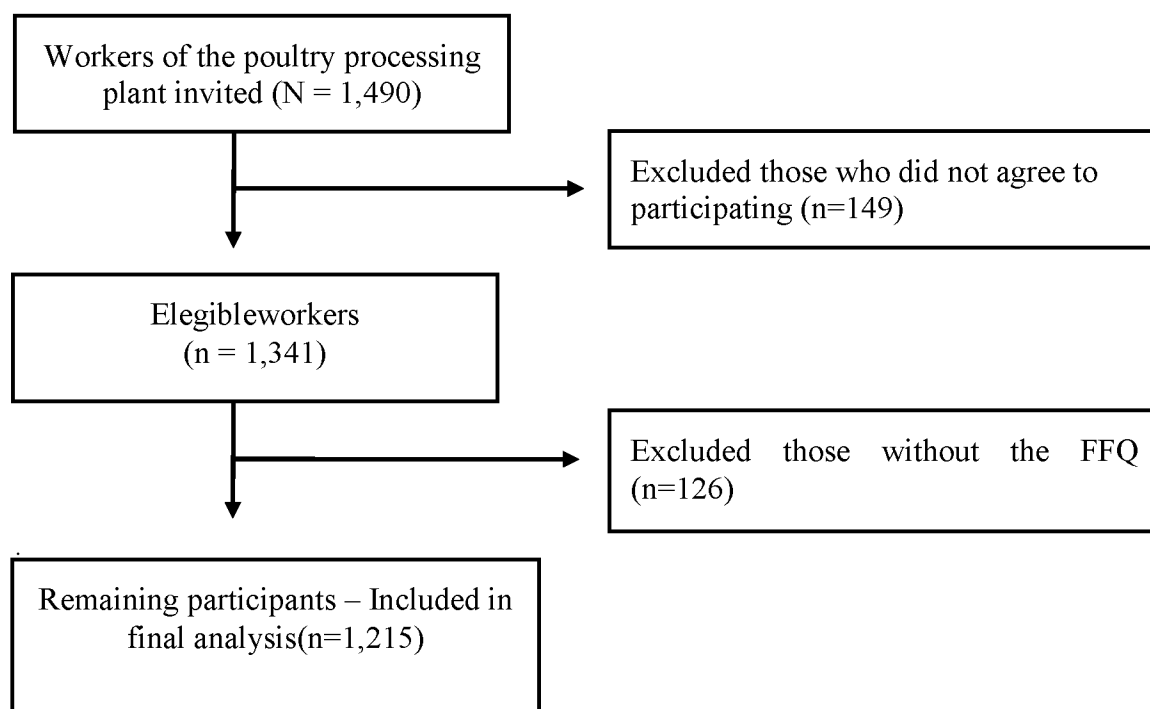 Workers of the poultry processing
plant invited (N = 1,490)
Excluded those who did not agree to
participating (n=149)
Elegibleworkers
(n = 1,341)
Excluded those without the FFQ
(n=126)
.
Remaining participants – Included in
final analysis(n=1,215)